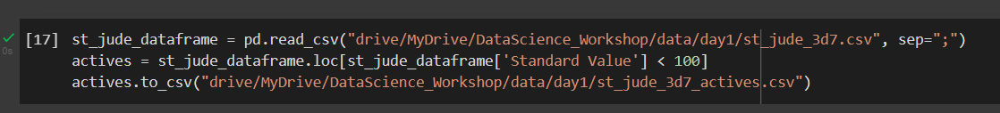 [17] st_jude_dataframe = pd.read_csv("drive/MyDrive/DataScience_Workshop/data/day1/st_jude_3d7.csv", sep=";")
actives = st_jude_dataframe.loc[st_jude_dataframe['Standard Value'] < 100]
0s
actives.to_csv("drive/MyDrive/DataScience_Workshop/data/day1/st_jude_3d7_actives.csv")